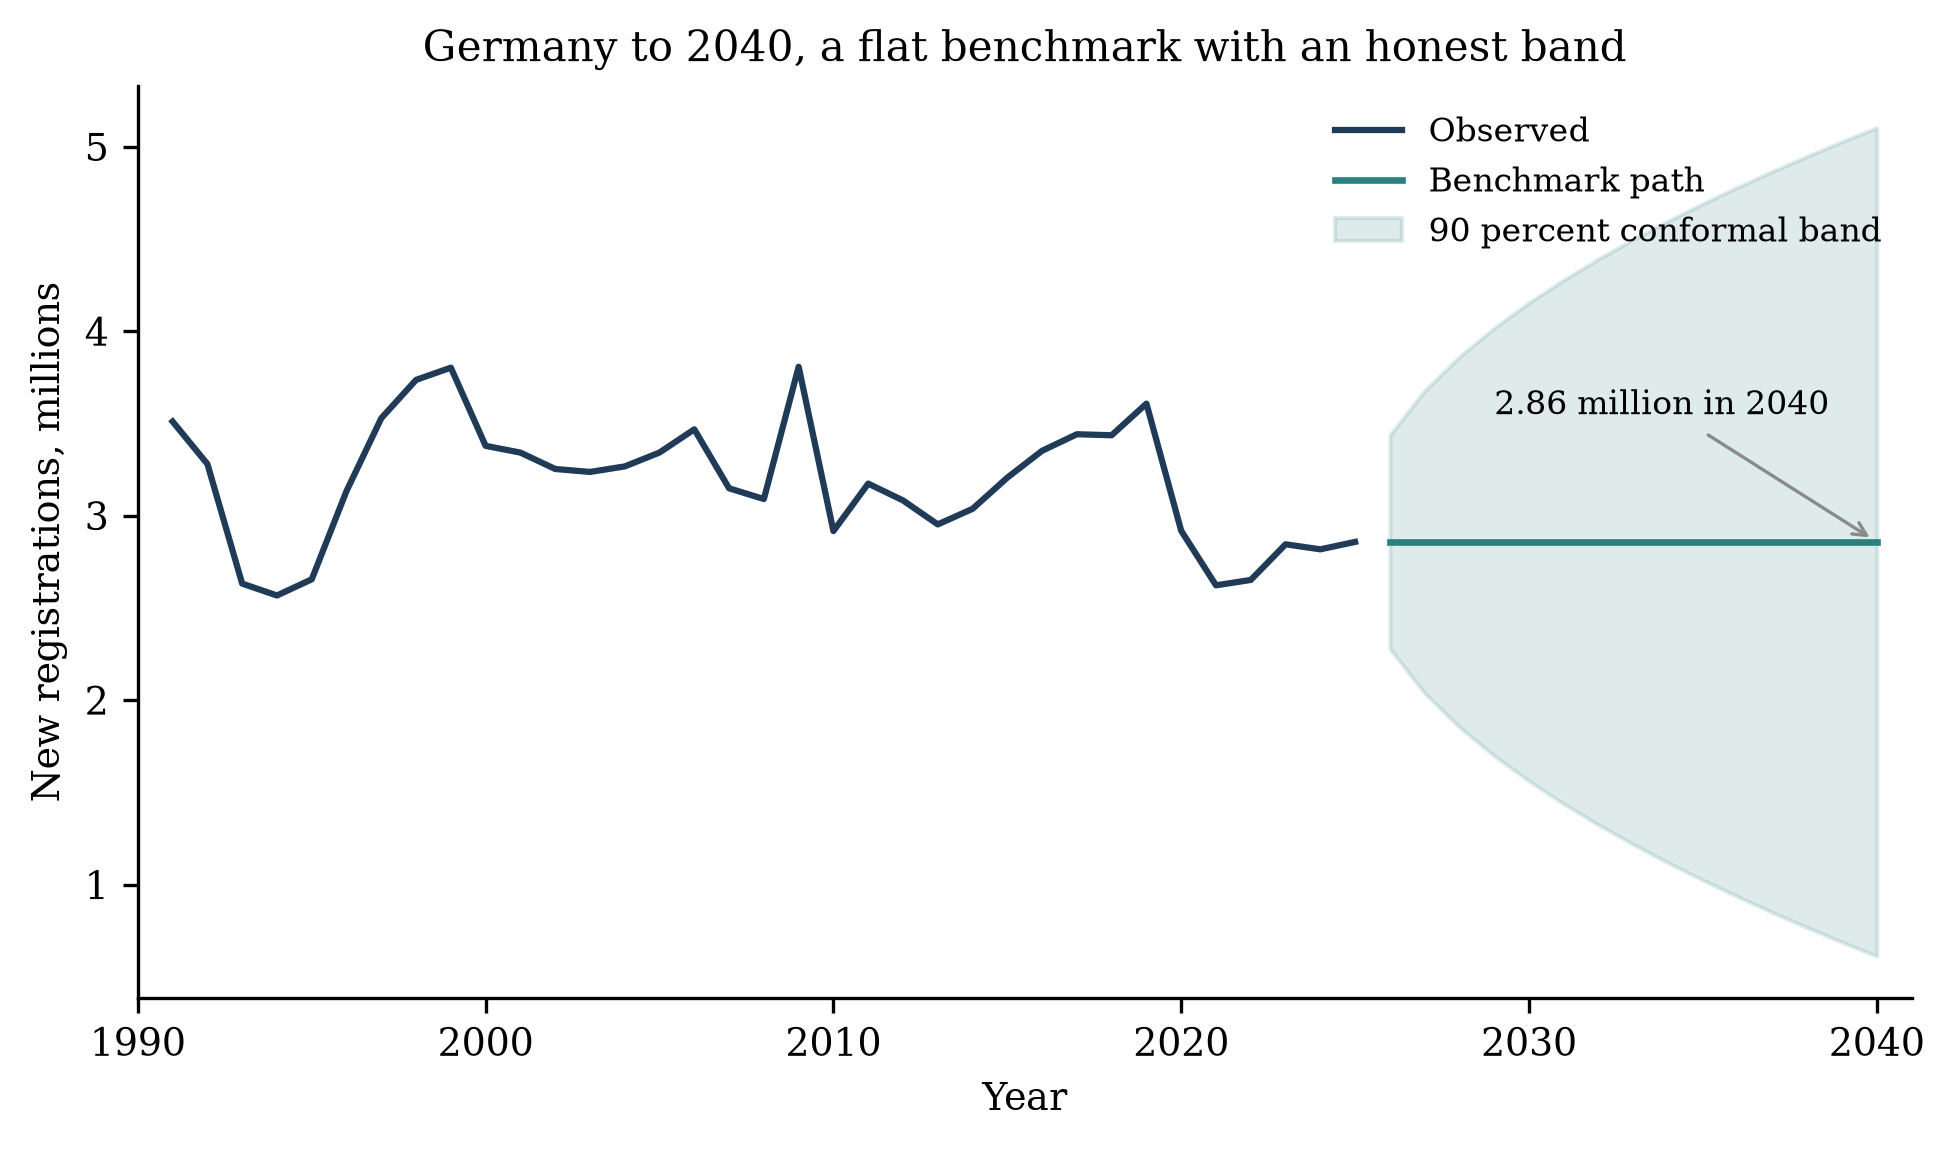 Germany to 2040, a flat benchmark with an honest band
Observed
Benchmark path
90 percent conformal band
2.86 million in 2040
New registrations, millions
5
4
3
2
1
1990 2000 2010 2020 2030 2040
Year